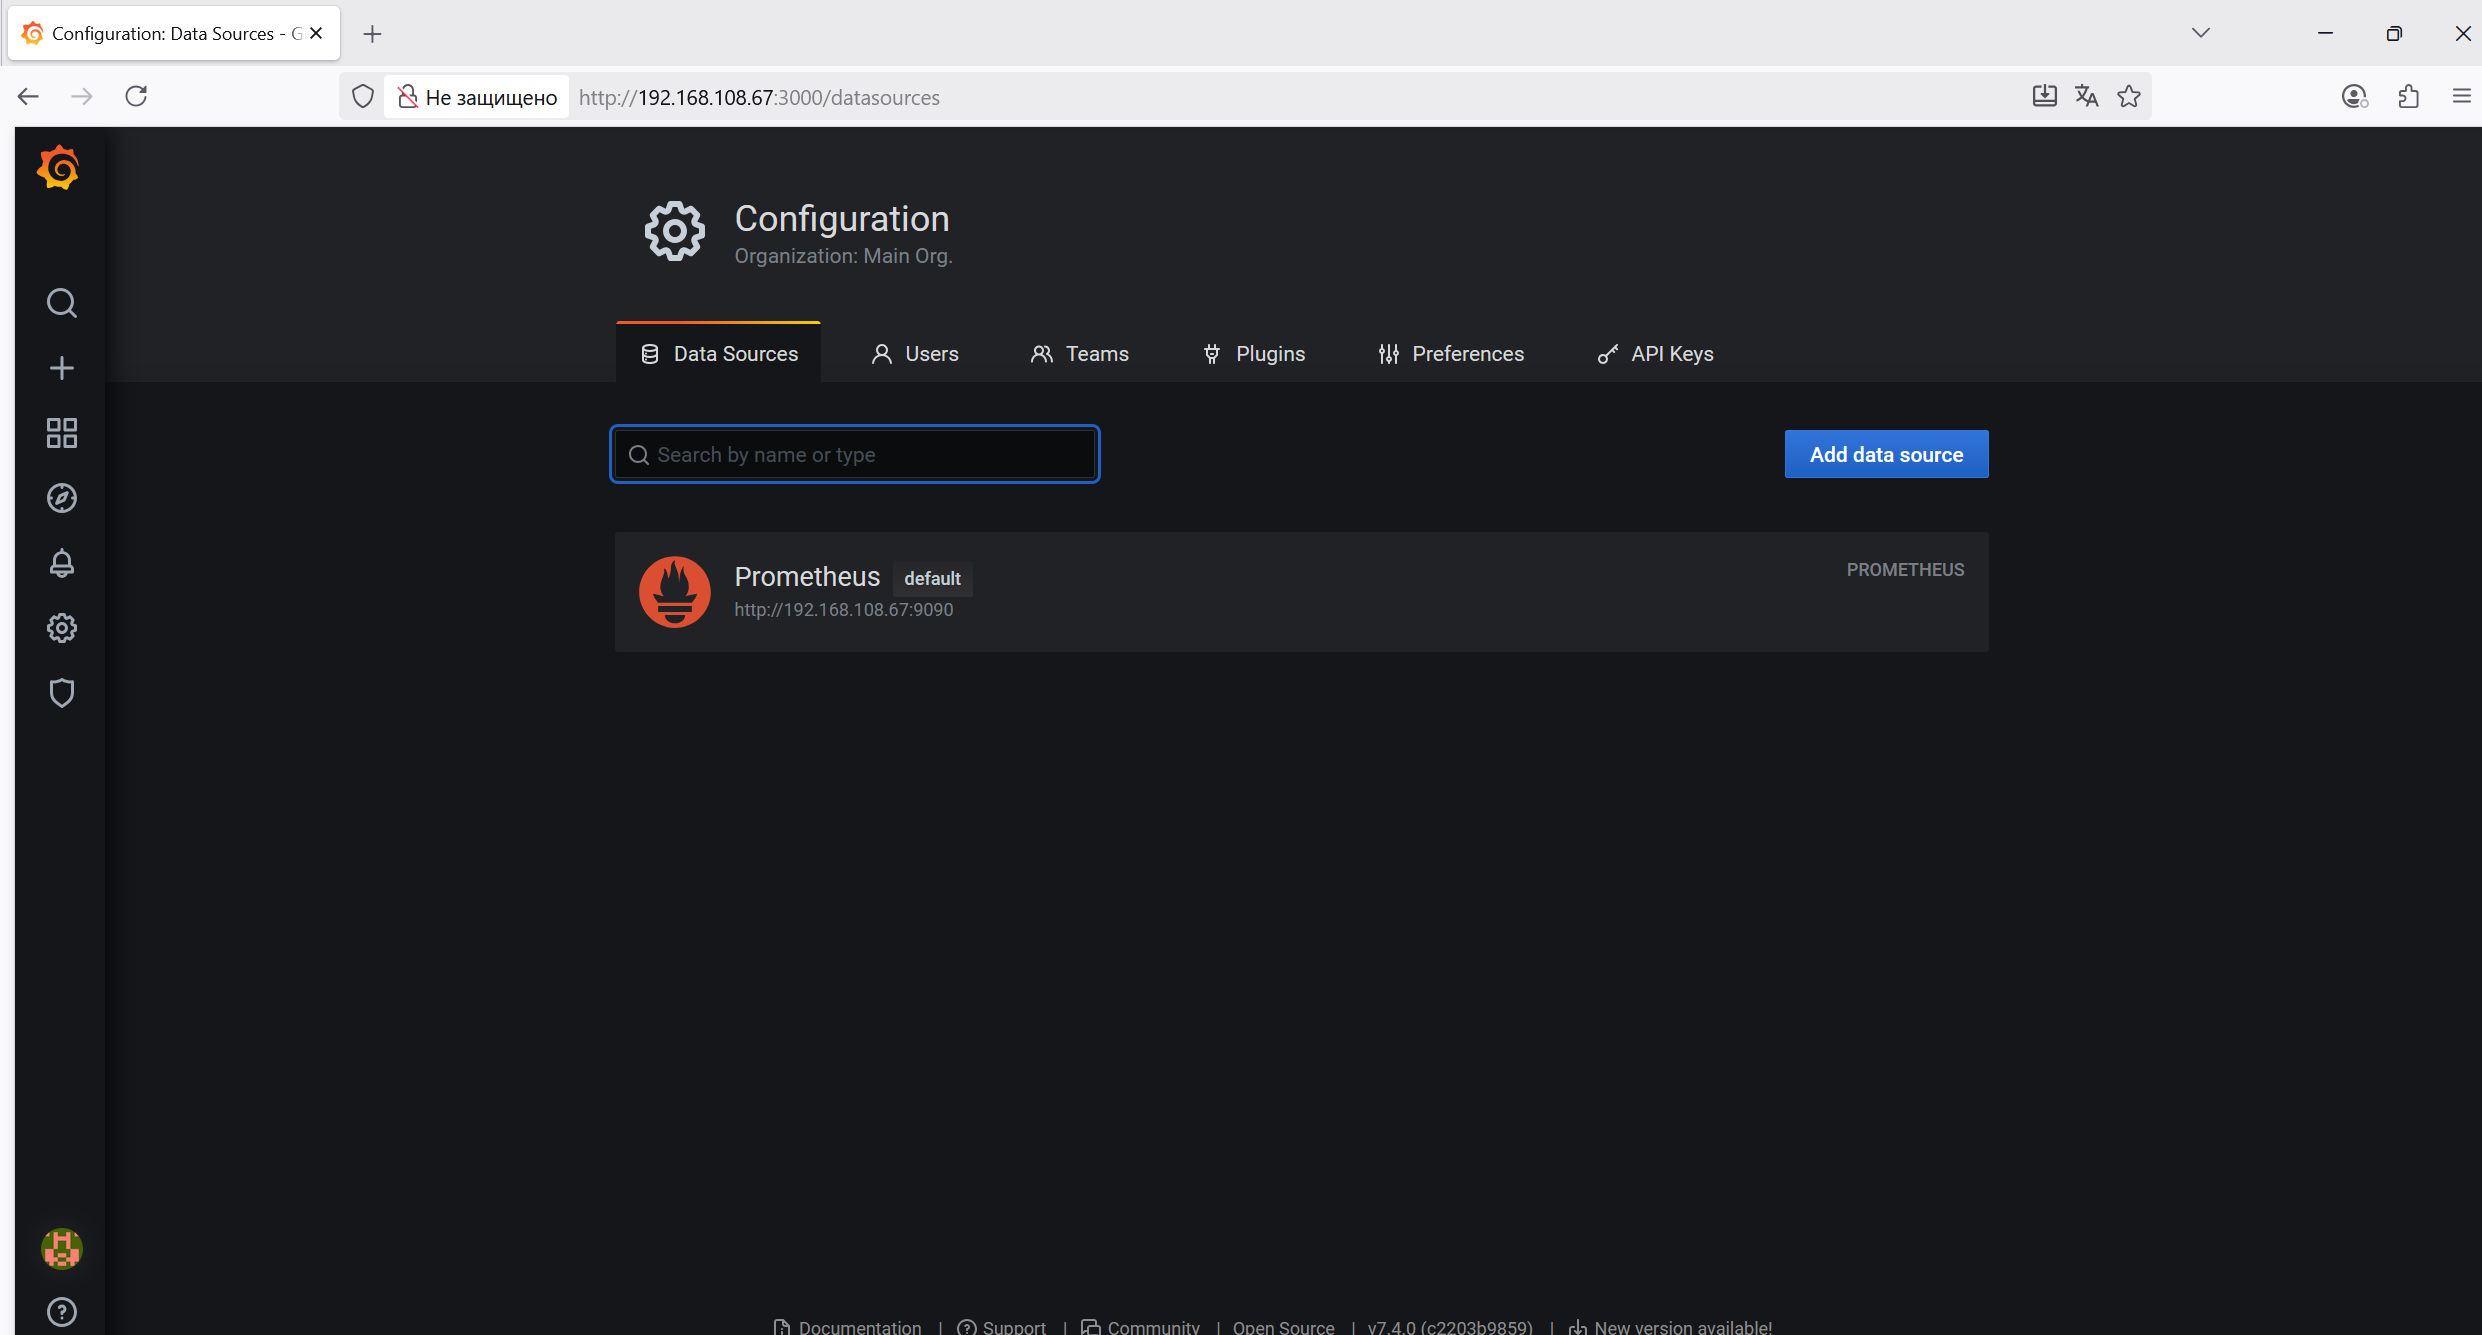 Configuration: Data Sources - G
Не защищено
http://192.168.108.67:3000/datasources
Configuration
Organization: Main Org.
Data Sources
Users
Teams
Plugins
Preferences
API Keys
Search by name or type
Add data source
Prometheus default
PROMETHEUS
http://192.168.108.67:9090
Documentation | Support | Community | Open Source | v7.4.0 (c2203b9859) | New version available!